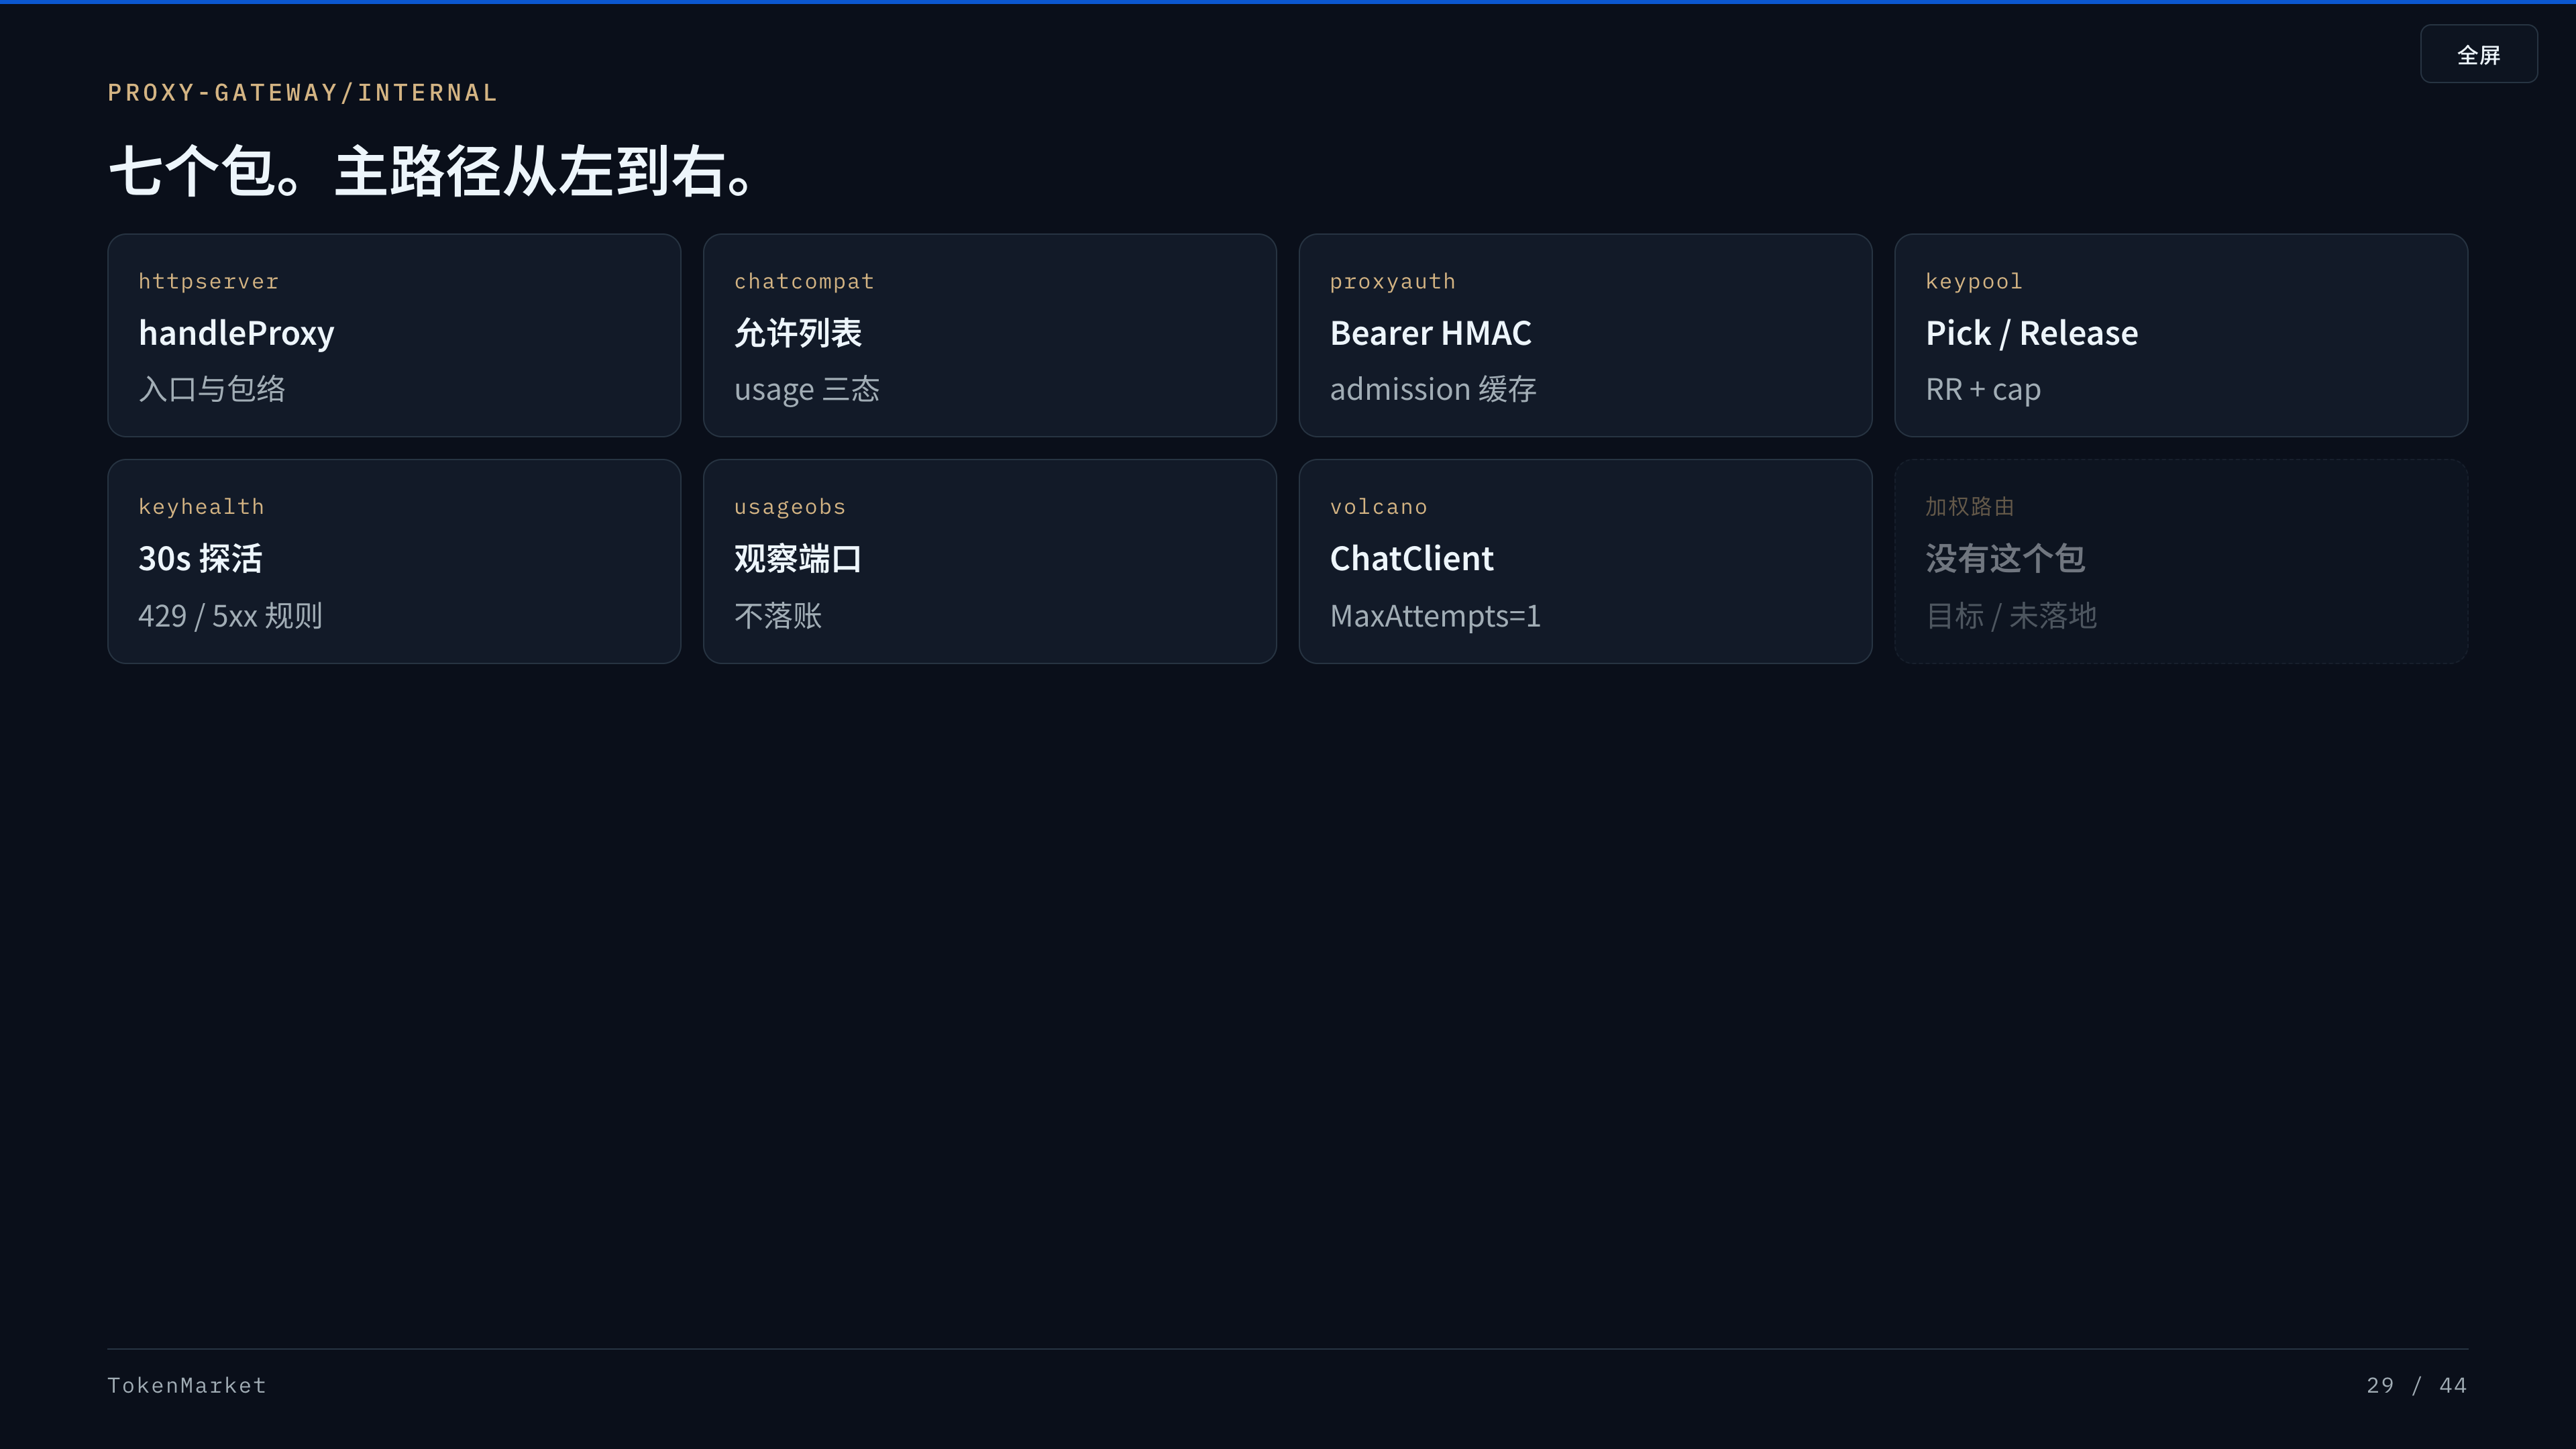 全屏
PROXY-GATEWAY/INTERNAL
七个包。主路径从左到右。
httpserver
handleProxy
入口与包络
chatcompat
允许列表
usage 三态
proxyauth
Bearer HMAC
admission 缓存
keypool
Pick / Release
RR + cap
keyhealth
30s 探活
429 / 5xx 规则
usageobs
观察端口
不落账
volcano
ChatClient
MaxAttempts=1
加权路由
没有这个包
目标 / 未落地
TokenMarket
29 / 44